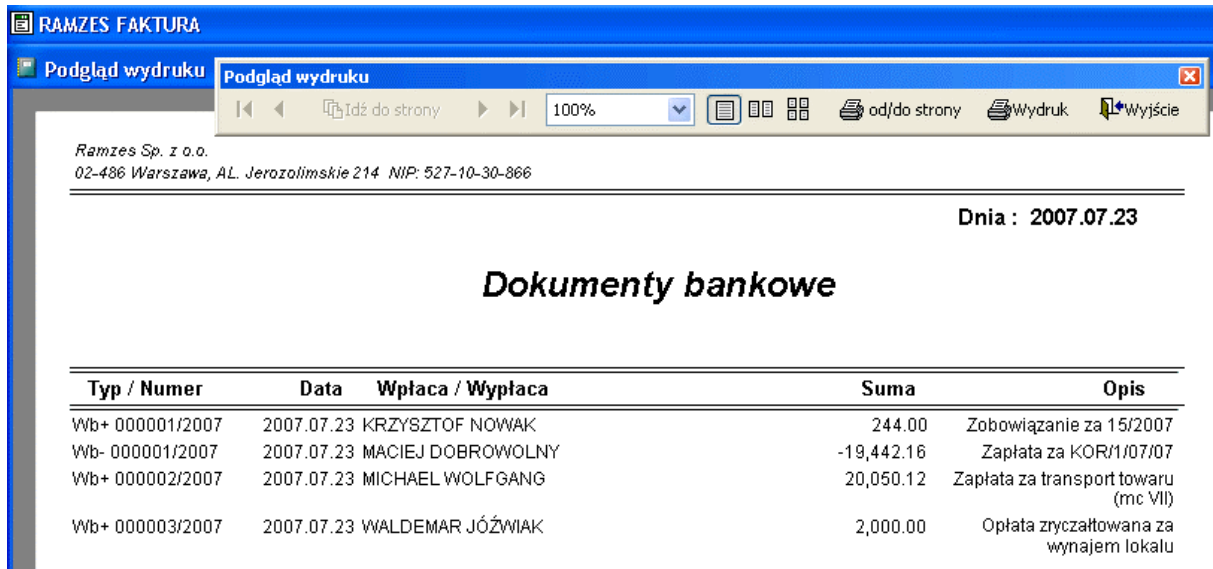 RAMZES FAKTURA
Podgląd wydruku
Podgląd wydruku
Idź do strony 100% od/do strony Wydruk Wyjście
Ramzes Sp. z o.o.
02-486 Warszawa, AL. Jerozolimskie 214 NIP: 527-10-30-866
Dnia : 2007.07.23
Dokumenty bankowe
Typ / Numer Data Wpłaca / Wypłaca Suma Opis
Wb+ 000001/2007 2007.07.23 KRZYSZTOF NOWAK 244.00 Zobowiązanie za 15/2007
Wb- 000001/2007 2007.07.23 MACIEJ DOBROWOLNY -19,442.16 Zapłata za KOR/1/07/07
Wb+ 000002/2007 2007.07.23 MICHAEL WOLFGANG 20,050.12 Zapłata za transport towaru
(mc VII)
Wb+ 000003/2007 2007.07.23 WALDEMAR JÓŹWIAK 2,000.00 Opłata zryczałtowana za
wynajem lokalu